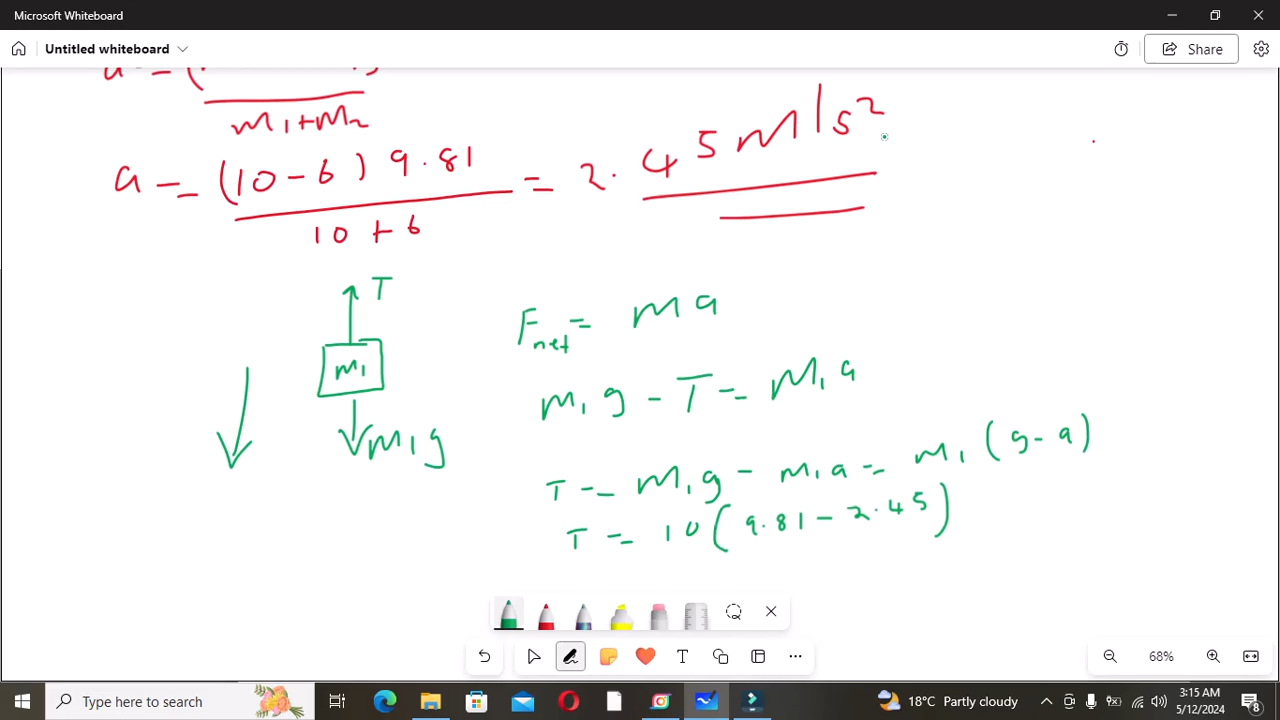 Microsoft Whiteboard
Untitled whiteboard
Share
m1+m2
a = (10-6) 9.81 = 2.45 m/s²
10 + 6
T
m1
m1g
Fnet = ma
m1g - T = m1a
T = m1g - m1a = m1(g-a)
T = 10(9.81-2.45)
68%
Type here to search
18°C Partly cloudy
3:15 AM
5/12/2024
8